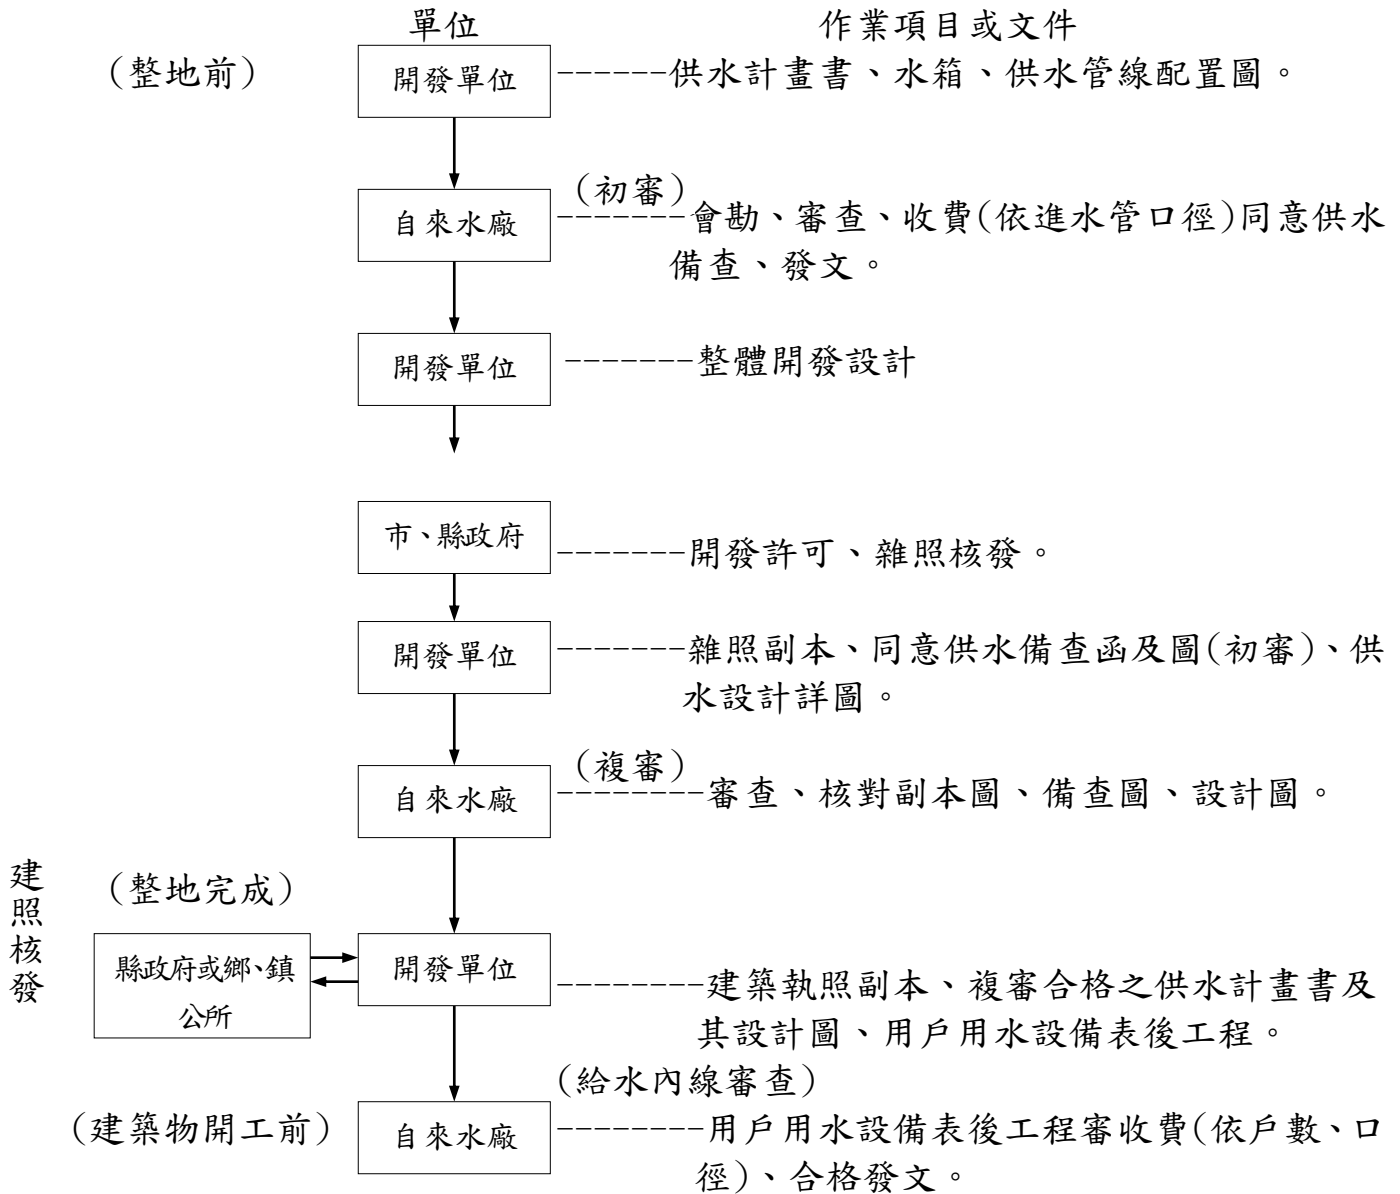 單位
作業項目或文件
(整地前)
開發單位
------供水計畫書、水箱、供水管線配置圖。
(初審)
自來水廠
-------會勘、審查、收費(依進水管口徑)同意供水
備查、發文。
開發單位
-------整體開發設計
市、縣政府
-------開發許可、雜照核發。
開發單位
-------雜照副本、同意供水備查函及圖(初審)、供
水設計詳圖。
(複審)
自來水廠
--------審查、核對副本圖、備查圖、設計圖。
建照核發
(整地完成)
縣政府或鄉、鎮
公所
開發單位
--------建築執照副本、複審合格之供水計畫書及
其設計圖、用戶用水設備表後工程。
(給水內線審查)
(建築物開工前)
自來水廠
--------用戶用水設備表後工程審收費(依戶數、口
徑)、合格發文。